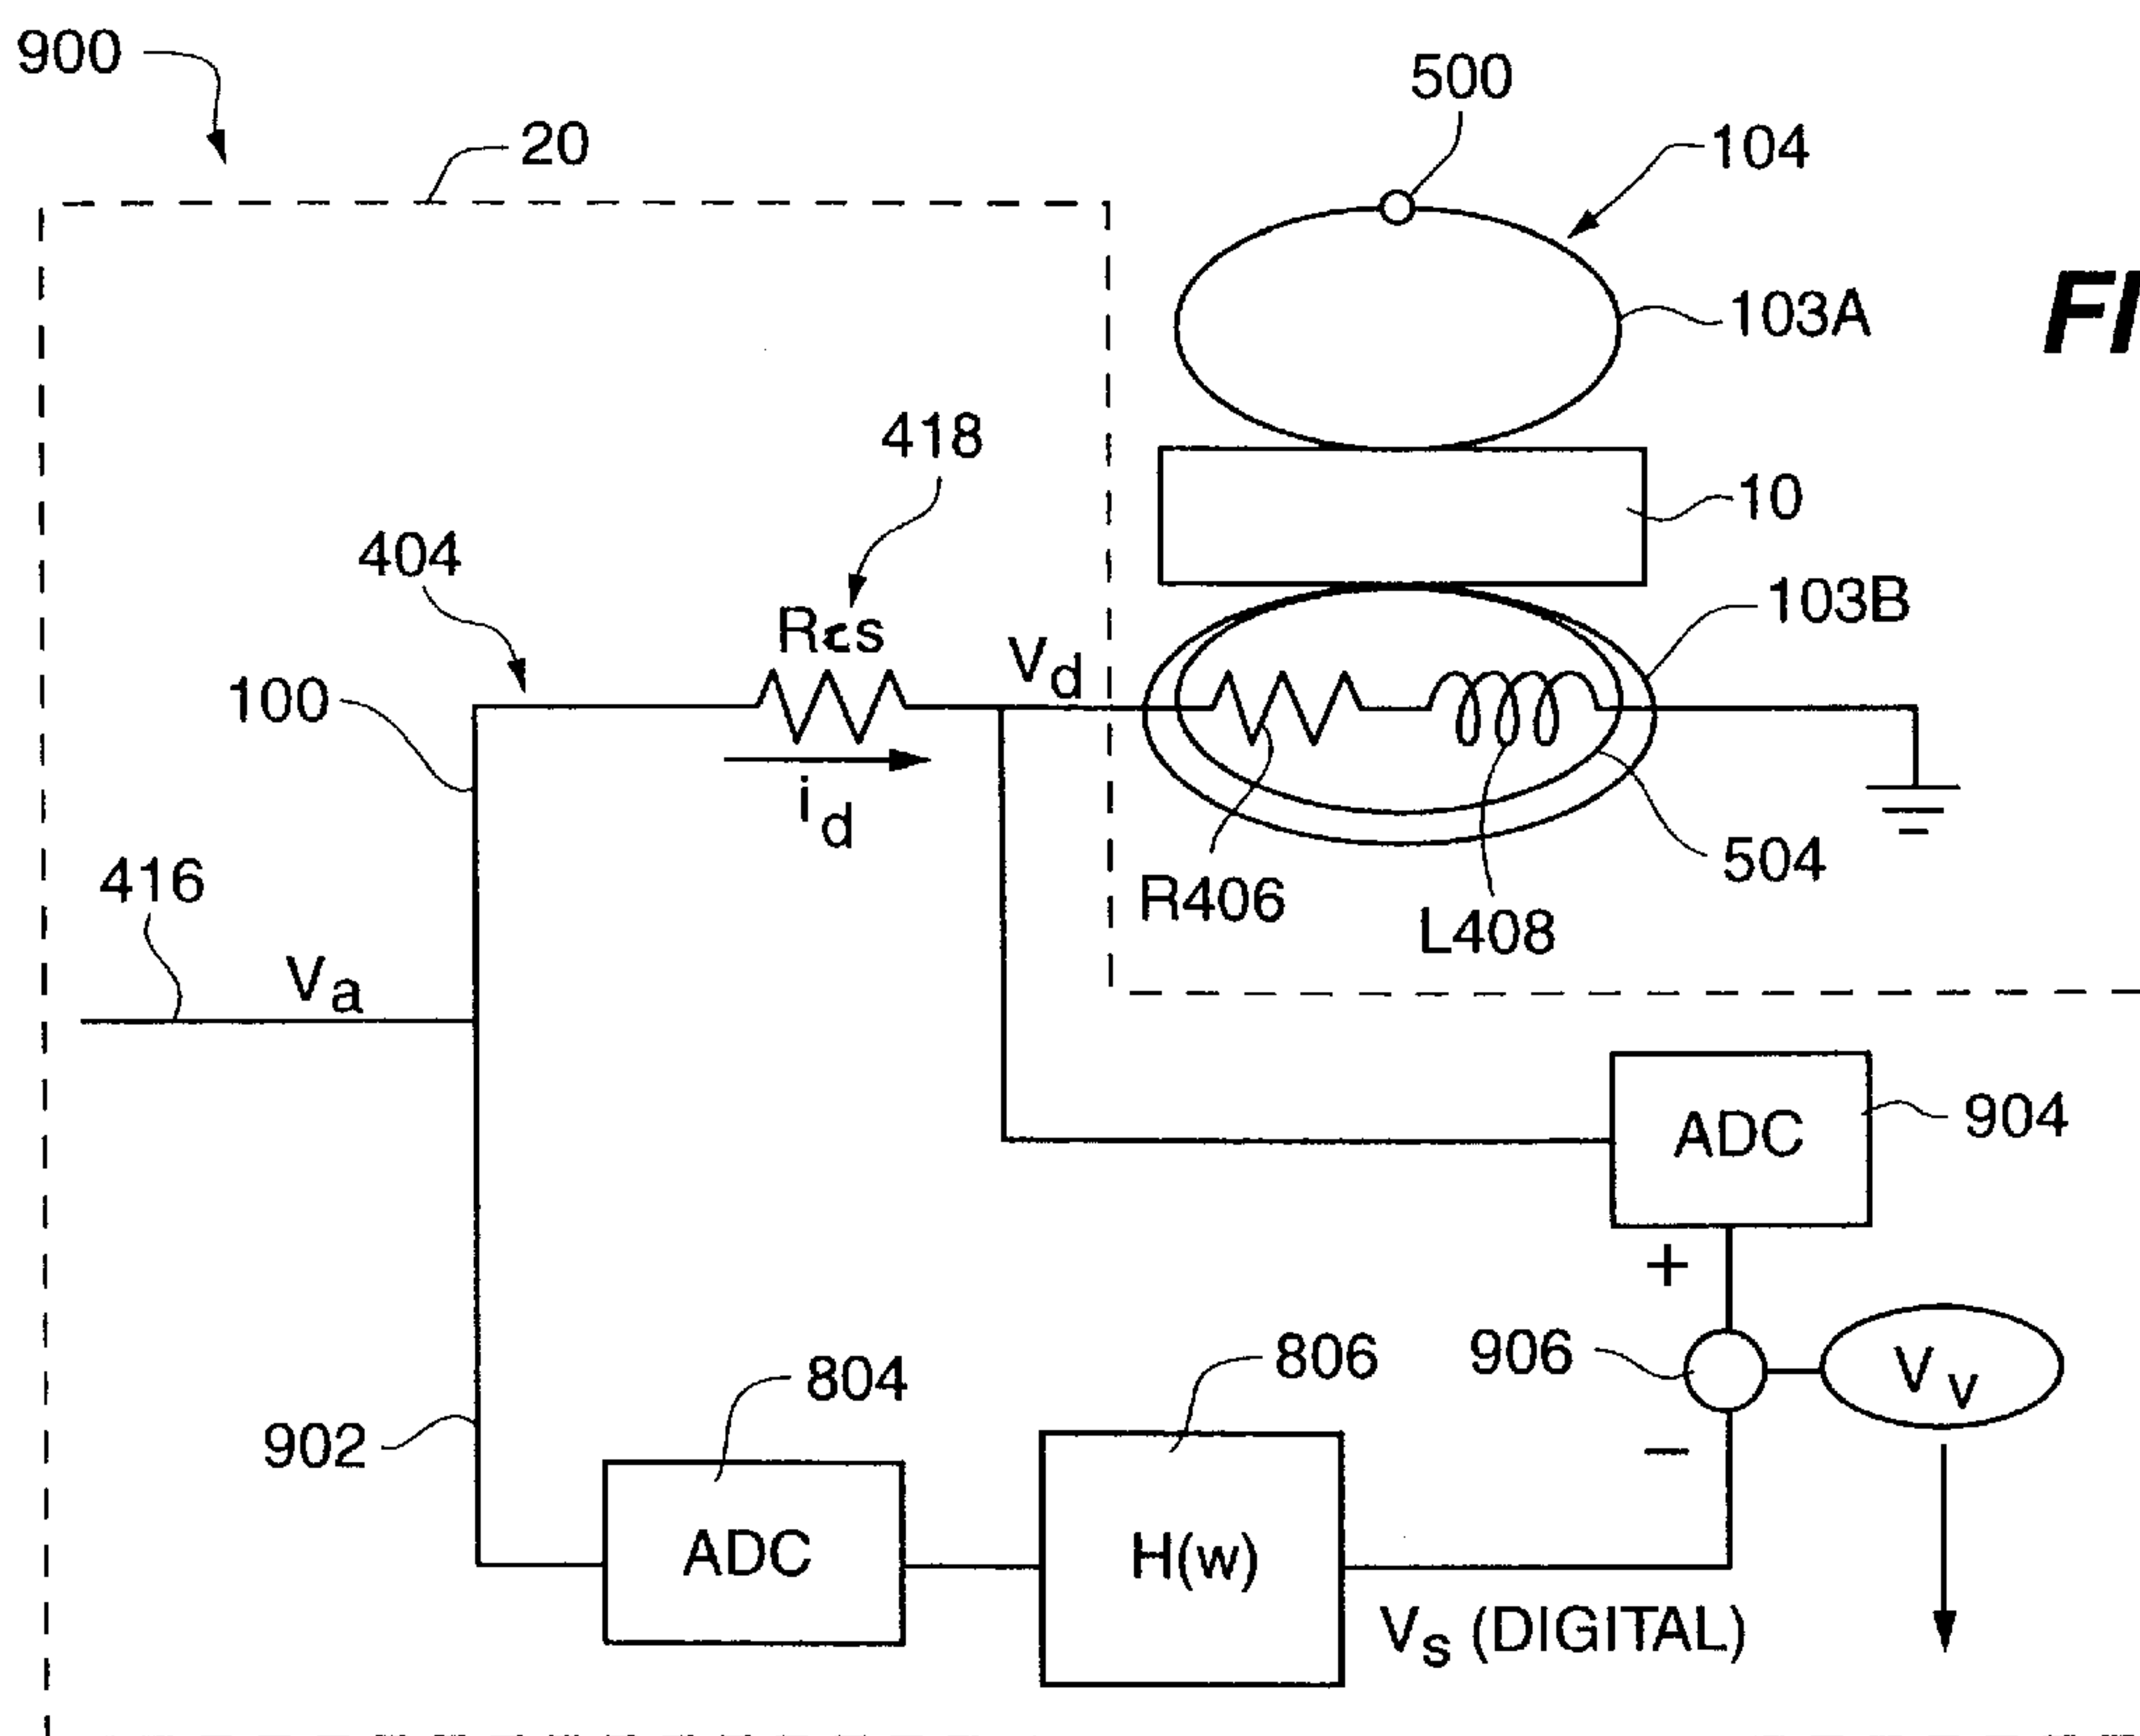 900
20
500
104
103A
FI
418
10
404
Rcs
103B
Vd
100
id
504
416
R406
L408
Va
ADC
904
+
906
Vv
806
804
−
902
ADC
H(w)
Vs (DIGITAL)